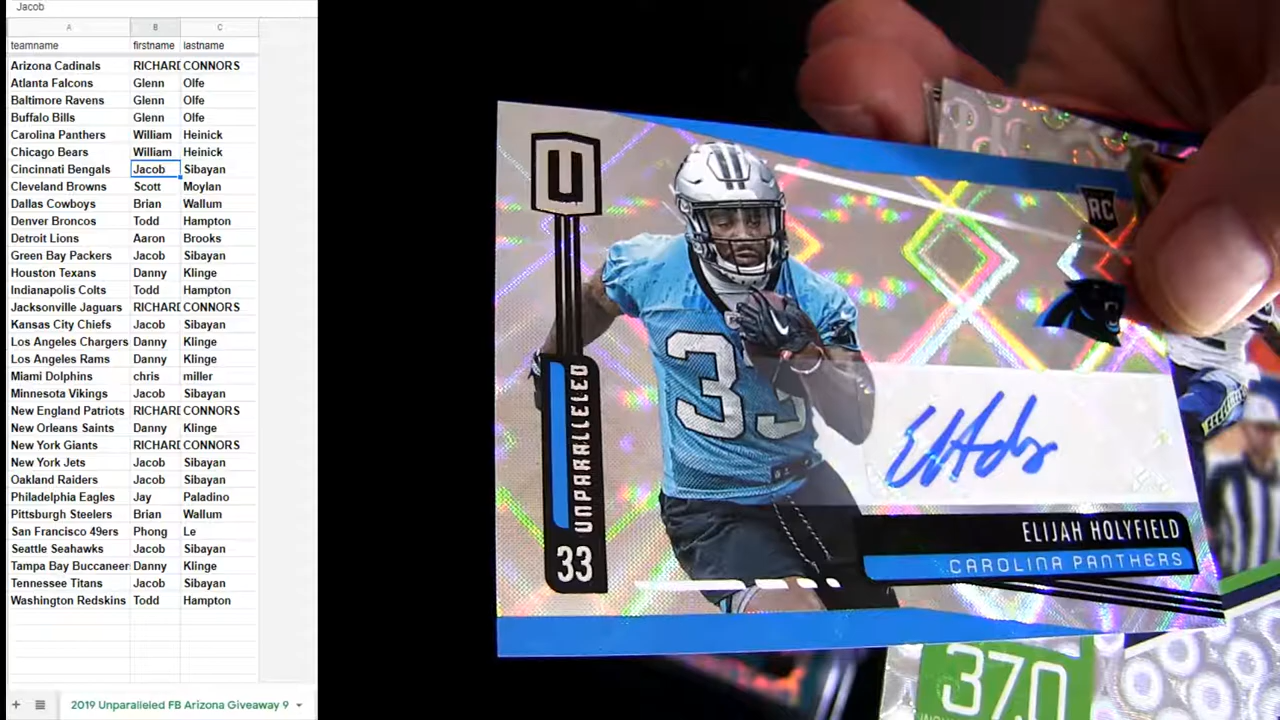 Jacob
A B C
teamname firstname lastname
Arizona Cadinals RICHARD CONNORS
Atlanta Falcons Glenn Olfe
Baltimore Ravens Glenn Olfe
Buffalo Bills Glenn Olfe
Carolina Panthers William Heinick
Chicago Bears William Heinick
Cincinnati Bengals Jacob Sibayan
Cleveland Browns Scott Moylan
Dallas Cowboys Brian Wallum
Denver Broncos Todd Hampton
Detroit Lions Aaron Brooks
Green Bay Packers Jacob Sibayan
Houston Texans Danny Klinge
Indianapolis Colts Todd Hampton
Jacksonville Jaguars RICHARD CONNORS
Kansas City Chiefs Jacob Sibayan
Los Angeles Chargers Danny Klinge
Los Angeles Rams Danny Klinge
Miami Dolphins chris miller
Minnesota Vikings Jacob Sibayan
New England Patriots RICHARD CONNORS
New Orleans Saints Danny Klinge
New York Giants RICHARD CONNORS
New York Jets Jacob Sibayan
Oakland Raiders Jacob Sibayan
Philadelphia Eagles Jay Paladino
Pittsburgh Steelers Brian Wallum
San Francisco 49ers Phong Le
Seattle Seahawks Jacob Sibayan
Tampa Bay Buccaneer Danny Klinge
Tennessee Titans Jacob Sibayan
Washington Redskins Todd Hampton
2019 Unparalleled FB Arizona Giveaway 9
U
RC
33
UNPARALLELED
33
ELIJAH HOLYFIELD
CAROLINA PANTHERS
37.0